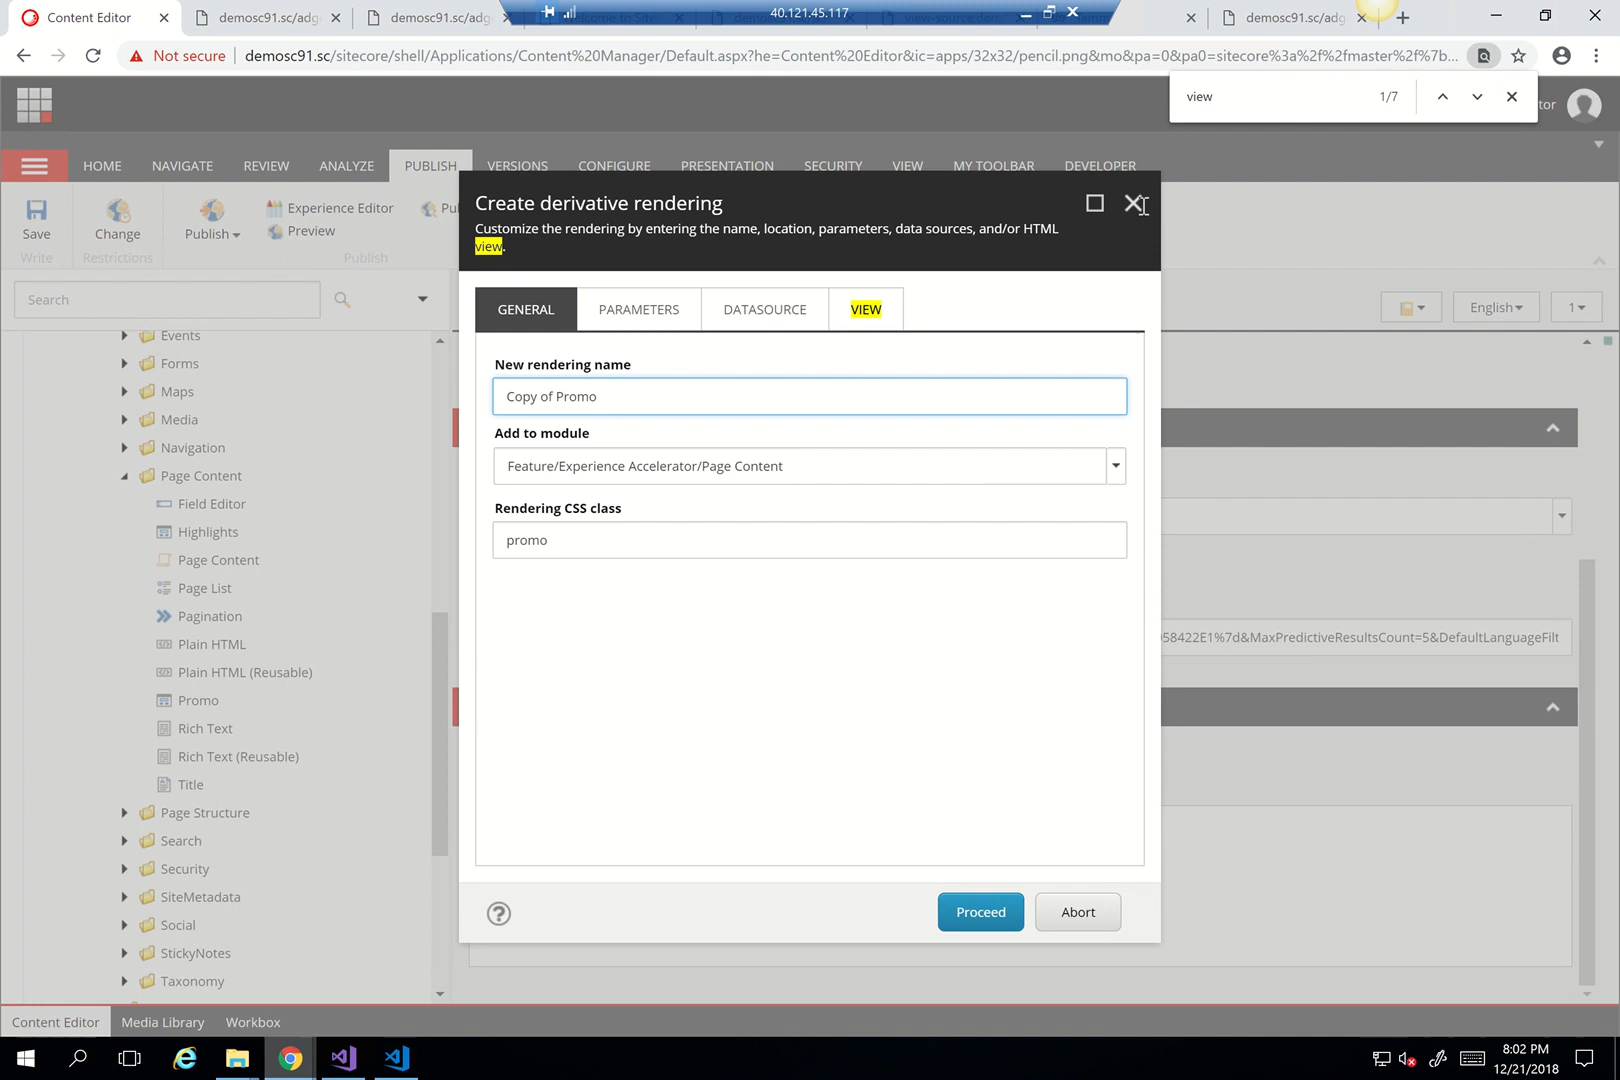 Content Editor
demosc91.sc/adg
demosc91.sc/adg
40.121.45.117
demosc91.sc/adg
Not secure
demosc91.sc/sitecore/shell/Applications/Content%20Manager/Default.aspx?he=Content%20Editor&ic=apps/32x32/pencil.png&mo&pa=0&pa0=sitecore%3a%2f%2fmaster%2f%7b...
view
1/7
tor
HOME
NAVIGATE
REVIEW
ANALYZE
PUBLISH
VERSIONS
CONFIGURE
PRESENTATION
SECURITY
VIEW
MY TOOLBAR
DEVELOPER
Save
Write
Change
Restrictions
Publish
Experience Editor
Preview
Pu
Publish
Search
English
1
Events
Forms
Maps
Media
Navigation
Page Content
Field Editor
Highlights
Page Content
Page List
Pagination
Plain HTML
Plain HTML (Reusable)
Promo
Rich Text
Rich Text (Reusable)
Title
Page Structure
Search
Security
SiteMetadata
Social
StickyNotes
Taxonomy
Create derivative rendering
Customize the rendering by entering the name, location, parameters, data sources, and/or HTML
view.
GENERAL
PARAMETERS
DATASOURCE
VIEW
New rendering name
Copy of Promo
Add to module
Feature/Experience Accelerator/Page Content
Rendering CSS class
promo
Proceed
Abort
58422E1%7d&MaxPredictiveResultsCount=5&DefaultLanguageFilt
Content Editor
Media Library
Workbox
8:02 PM
12/21/2018